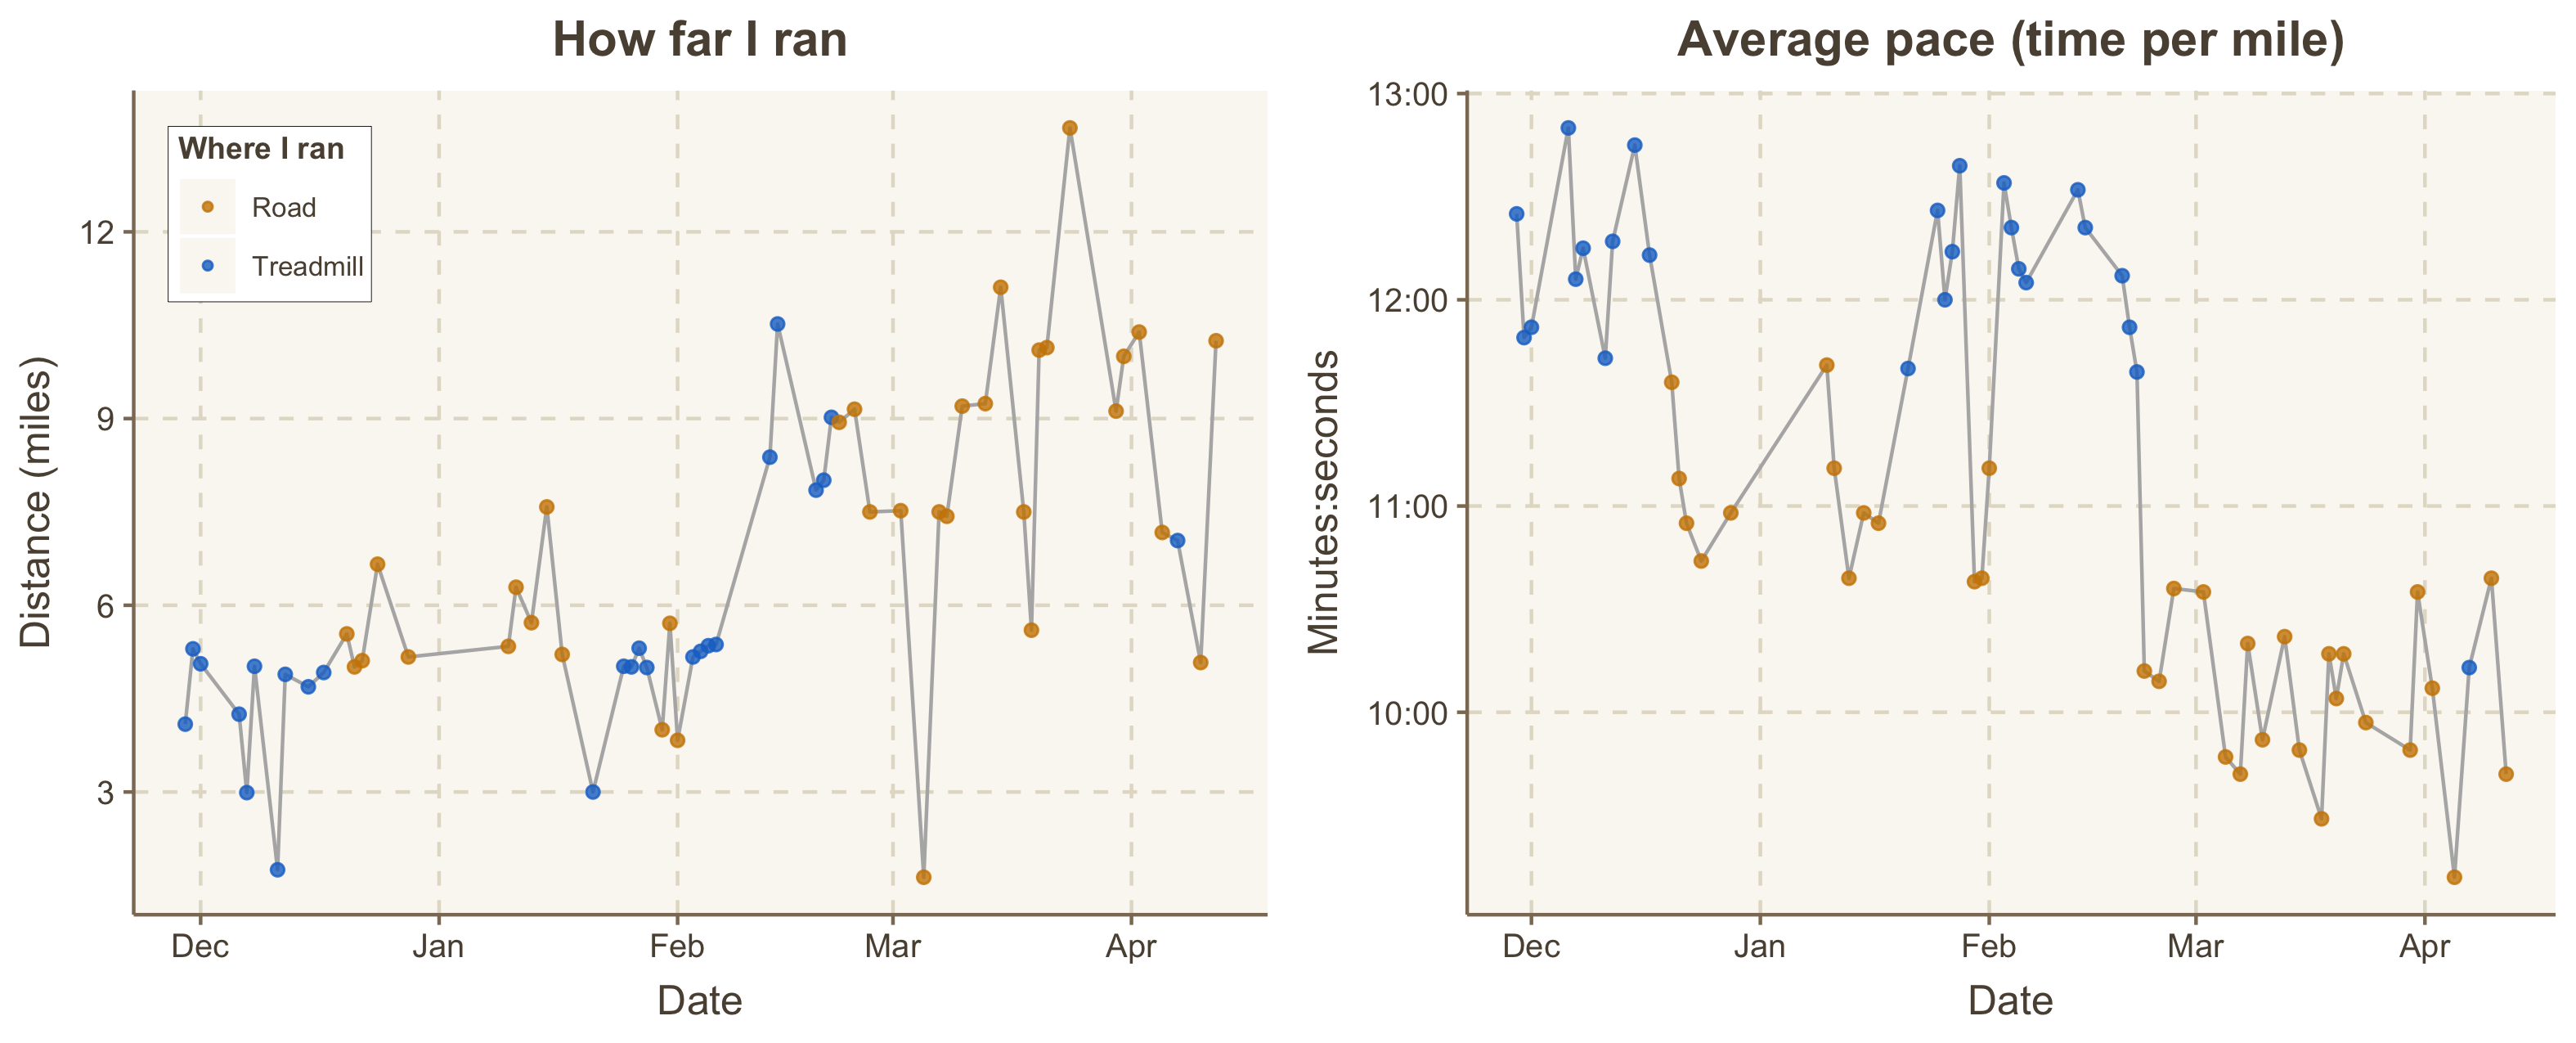 How far I ran
Where I ran
Road
Treadmill
12
9
6
3
Distance (miles)
Dec Jan Feb Mar Apr
Date
Average pace (time per mile)
13:00
12:00
11:00
10:00
Minutes:seconds
Dec Jan Feb Mar Apr
Date